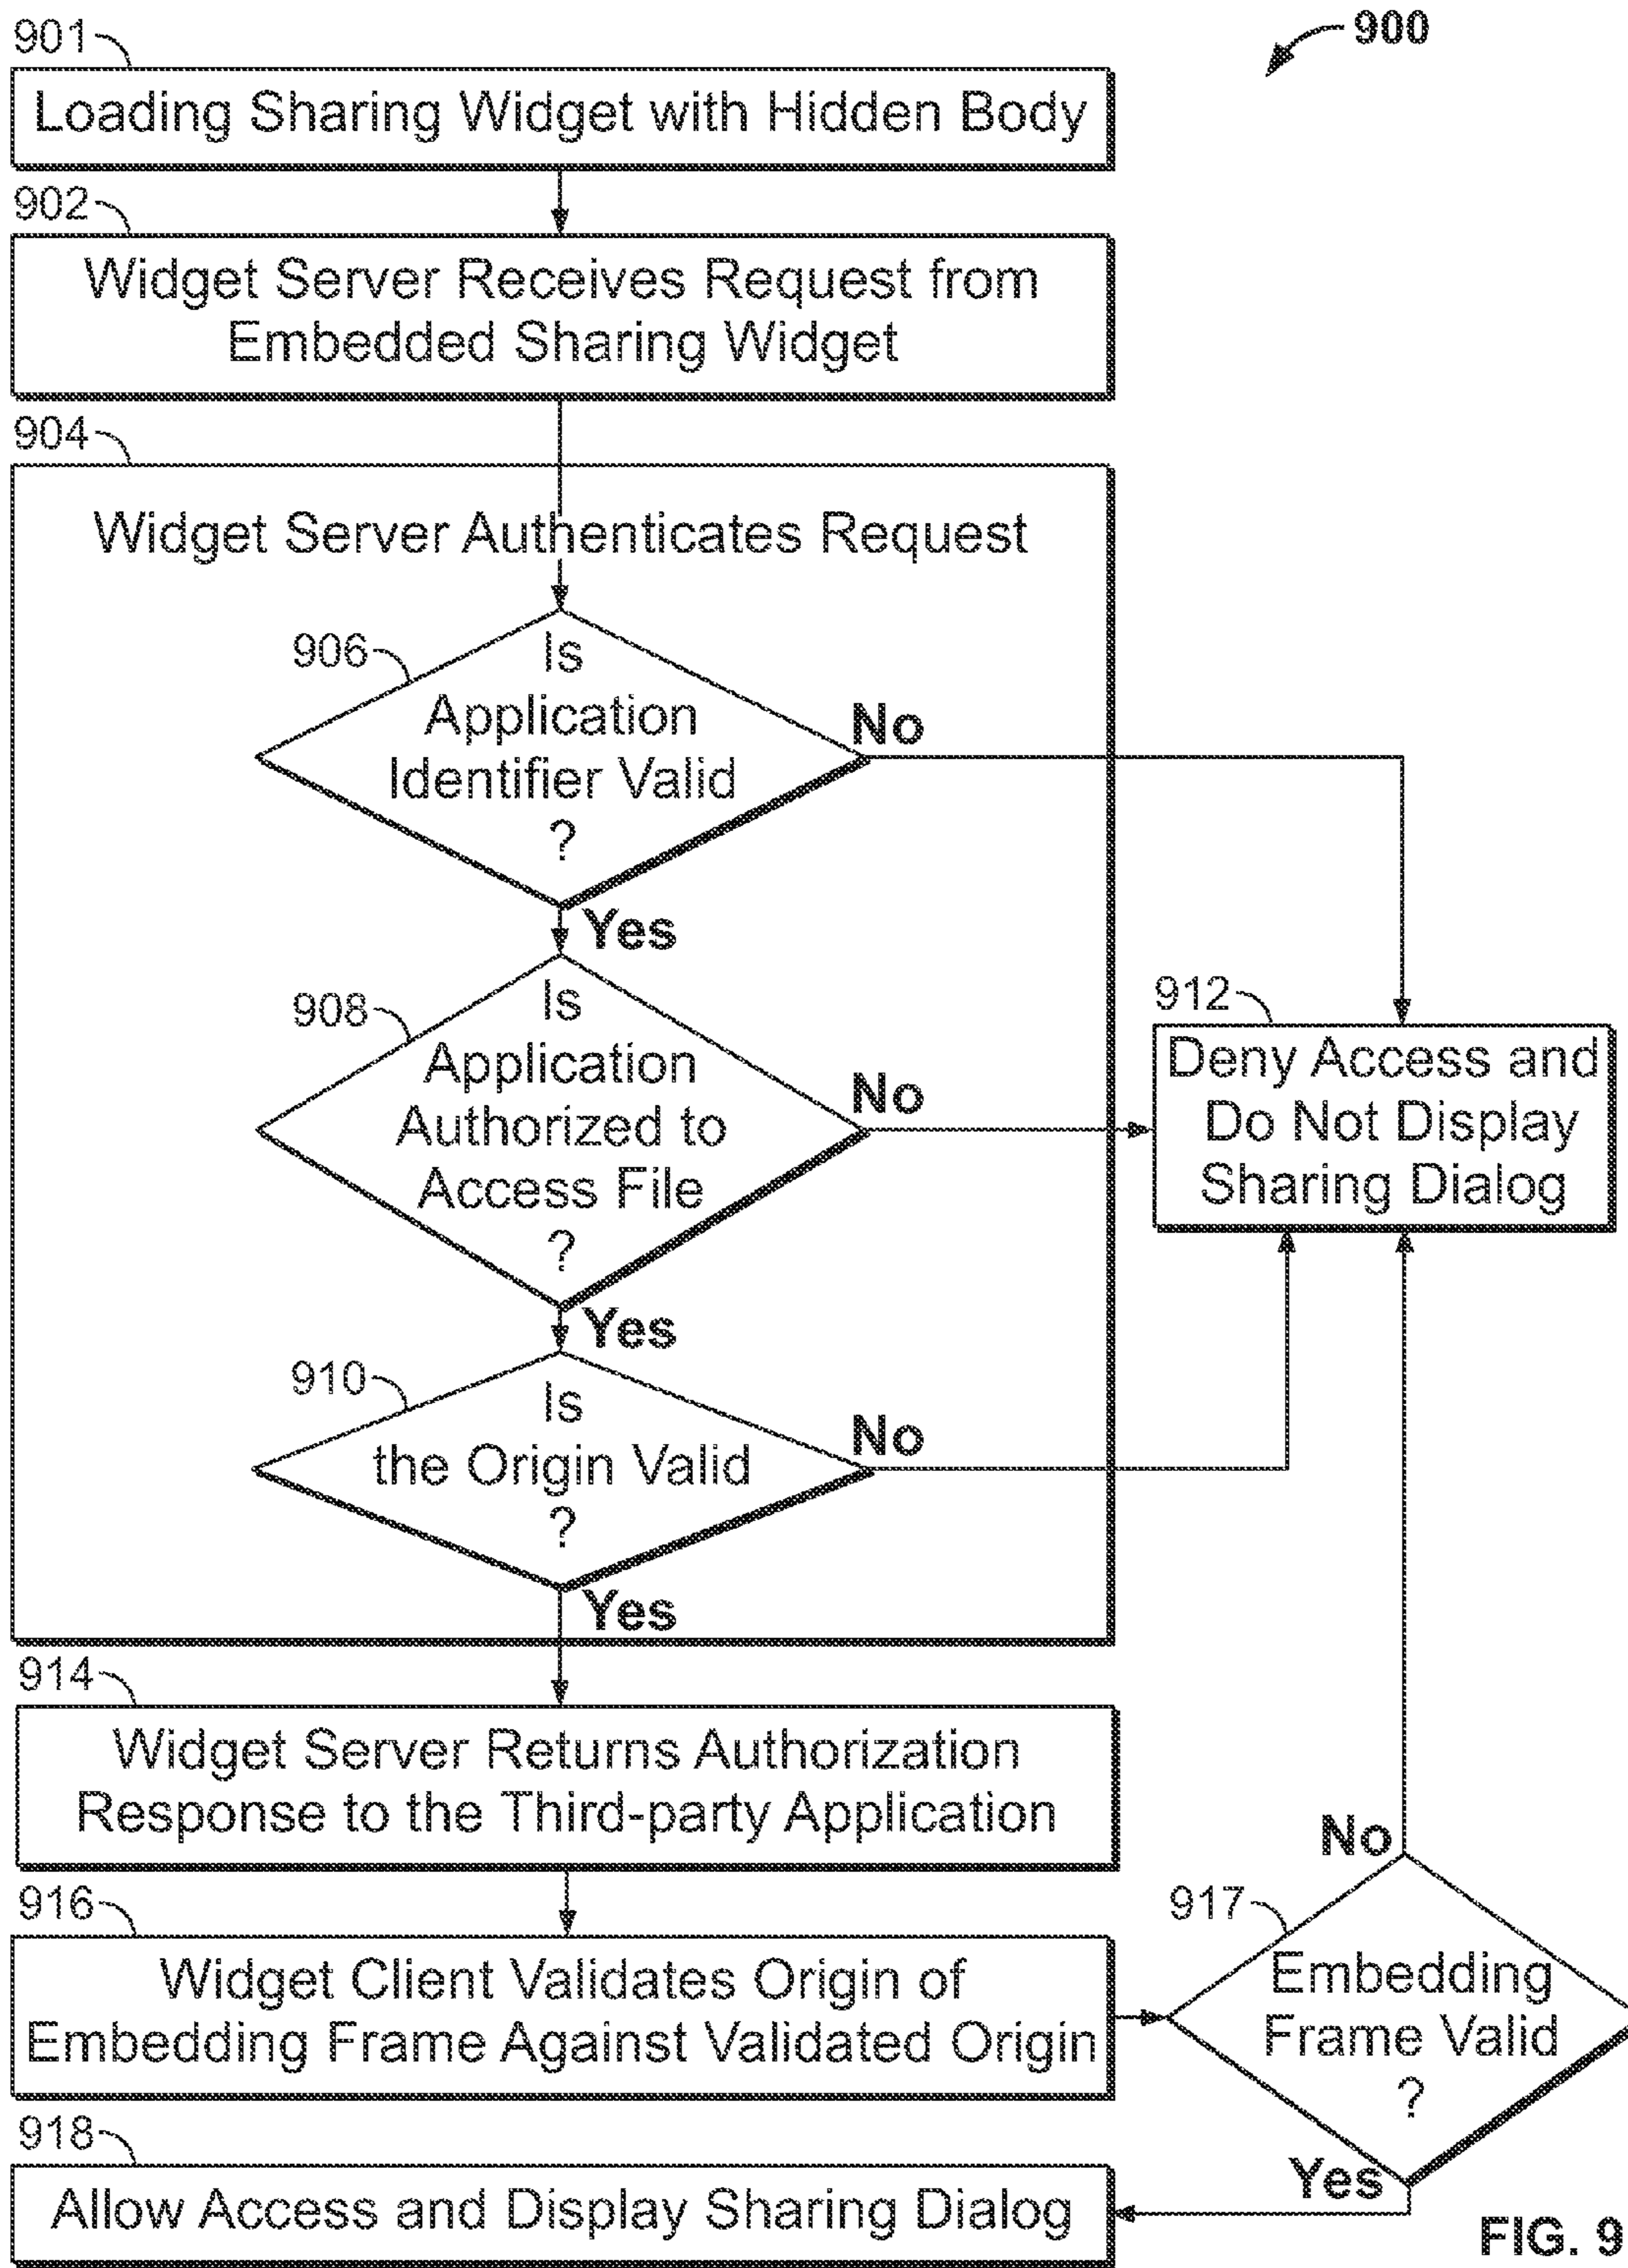 900
901
Loading Sharing Widget with Hidden Body
902
Widget Server Receives Request from
Embedded Sharing Widget
904
Widget Server Authenticates Request
906
Is
Application
Identifier Valid
?
No
Yes
908
Is
Application
Authorized to
Access File
?
No
Yes
910
Is
the Origin Valid
?
No
Yes
912
Deny Access and
Do Not Display
Sharing Dialog
914
Widget Server Returns Authorization
Response to the Third-party Application
916
Widget Client Validates Origin of
Embedding Frame Against Validated Origin
917
Embedding
Frame Valid
?
No
Yes
918
Allow Access and Display Sharing Dialog
FIG. 9